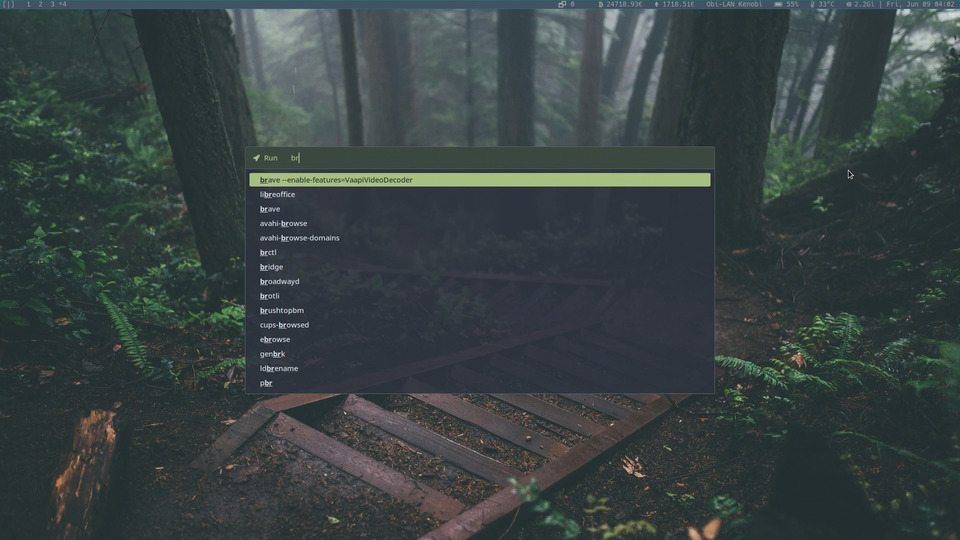 [|] 1 2 3 +4 0 24718.93€ 1718.51€ Obi-LAN Kenobi 55% 33°C 2.2Gi | Fri, Jun 09 04:02
Run br
brave --enable-features=VaapiVideoDecoder
libreoffice
brave
avahi-browse
avahi-browse-domains
brctl
bridge
broadwayd
brotli
brushtopbm
cups-browsed
ebrowse
genbrk
ldbrename
pbr